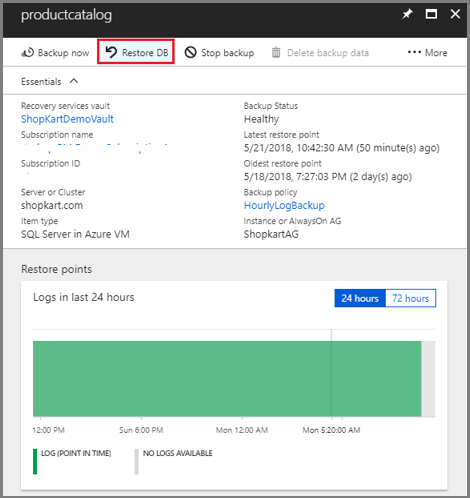 productcatalog
Backup now Restore DB Stop backup Delete backup data ••• More
Essentials
Recovery services vault
ShopKartDemoVault
Subscription name
Subscription ID
Server or Cluster
shopkart.com
Item type
SQL Server in Azure VM
Backup Status
Healthy
Latest restore point
5/21/2018, 10:42:30 AM (50 minute(s) ago)
Oldest restore point
5/18/2018, 7:27:03 PM (2 day(s) ago)
Backup policy
HourlyLogBackup
Instance or AlwaysOn AG
ShopkartAG
Restore points
Logs in last 24 hours 24 hours 72 hours
12:00 PM Sun 6:00 PM Mon 12:00 AM Mon 5:20:00 AM
LOG (POINT IN TIME) NO LOGS AVAILABLE